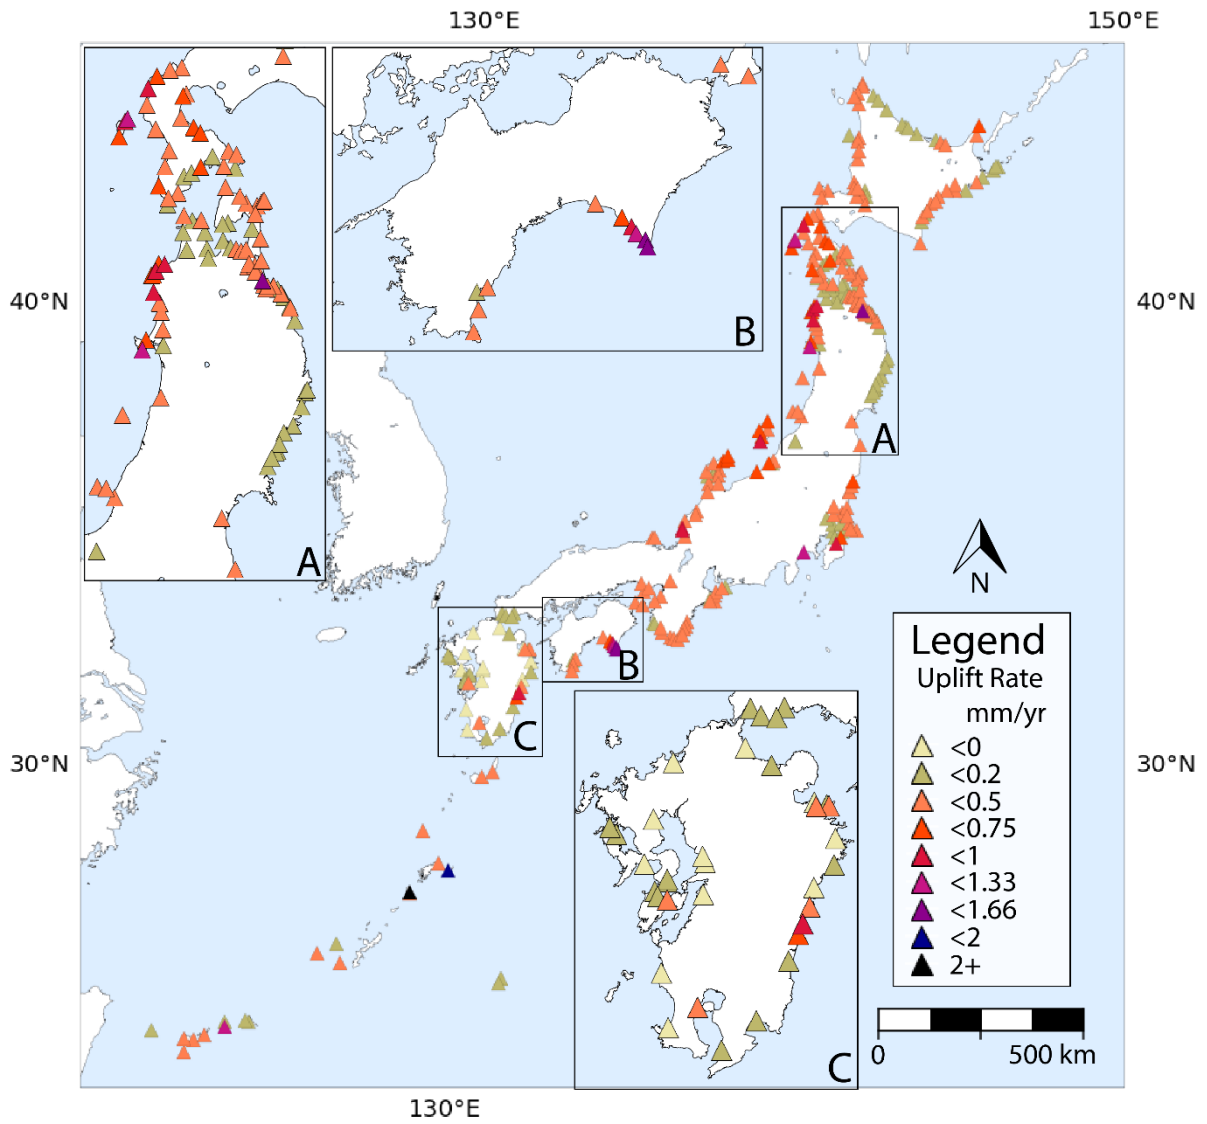 130°E 150°E
40°N 40°N
30°N 30°N
130°E
A
B
A
B
C
C
N
Legend
Uplift Rate
mm/yr
<0
<0.2
<0.5
<0.75
<1
<1.33
<1.66
<2
2+
0 500 km